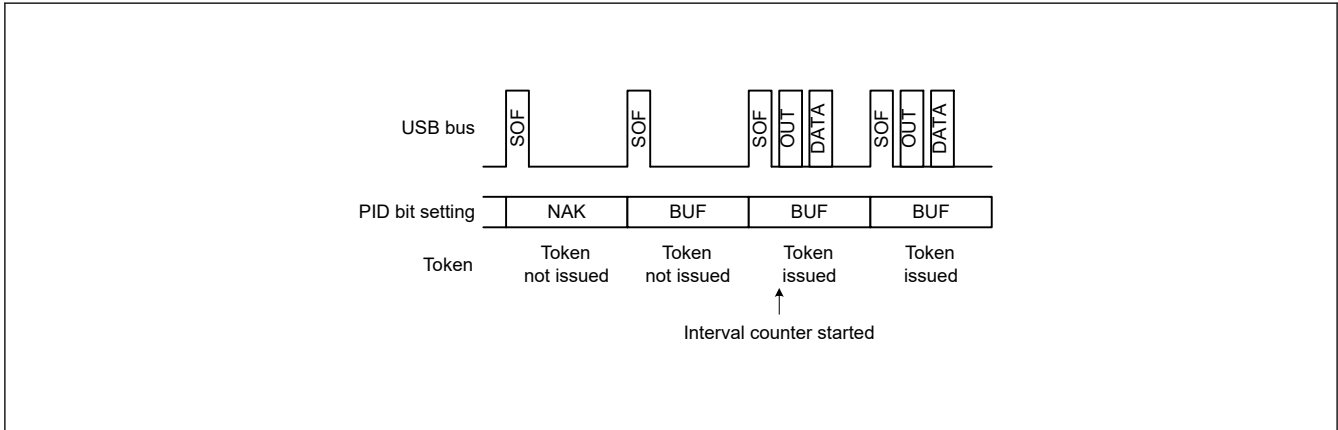 USB bus
SOF
SOF
SOF
OUT
DATA
SOF
OUT
DATA
PID bit setting
NAK
BUF
BUF
BUF
Token
Token
not issued
Token
not issued
Token
issued
Token
issued
Interval counter started